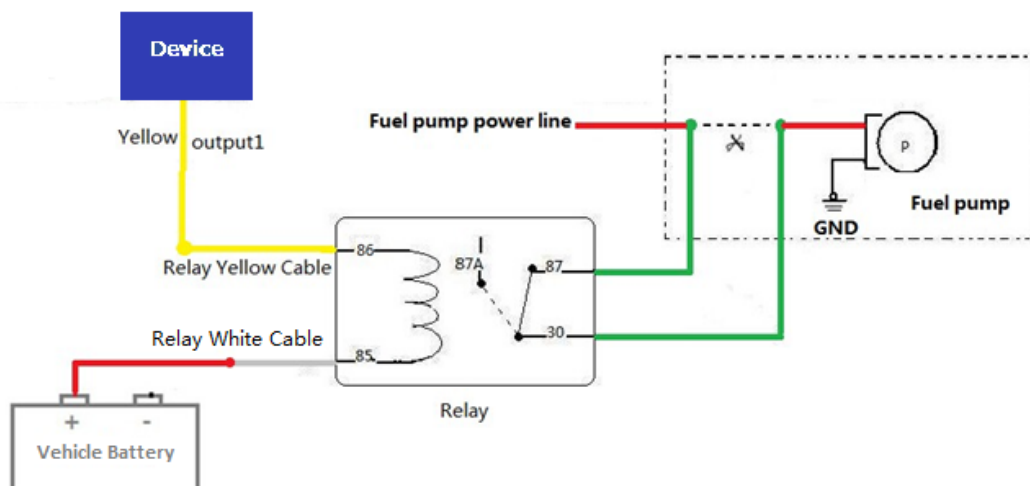 Device
Yellow
output1
Fuel pump power line
p
Fuel pump
GND
86
87A
87
Relay Yellow Cable
30
Relay White Cable
85
Relay
+
-
Vehicle Battery